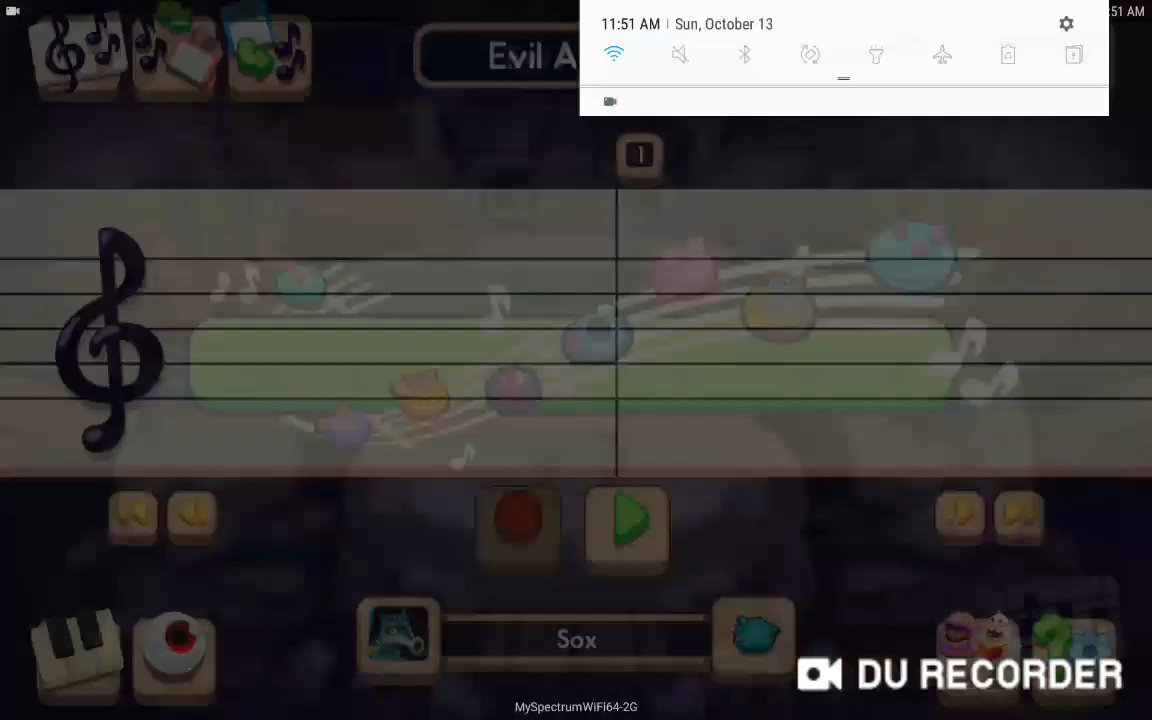 11:51 AM | Sun, October 13
:51 AM
Evil A
1
Sox
DU RECORDER
MySpectrumWiFi64-2G